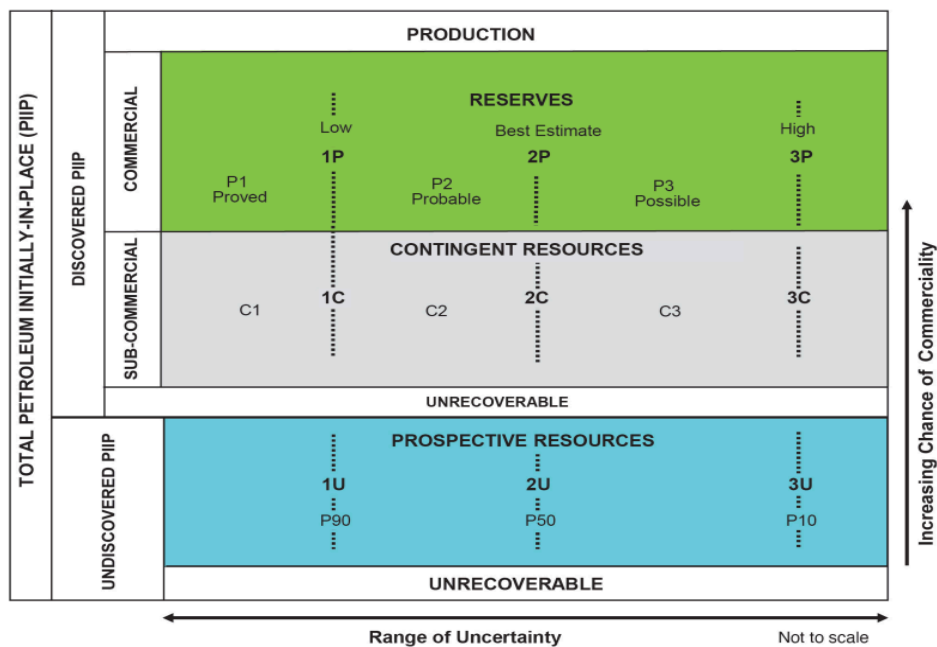 TOTAL PETROLEUM INITIALLY-IN-PLACE (PIIP)
DISCOVERED PIIP
UNDISCOVERED PIIP
COMMERCIAL
SUB-COMMERCIAL
PRODUCTION
RESERVES
Low
Best Estimate
High
1P
2P
3P
P1
Proved
P2
Probable
P3
Possible
CONTINGENT RESOURCES
1C
2C
3C
C1
C2
C3
UNRECOVERABLE
PROSPECTIVE RESOURCES
1U
2U
3U
P90
P50
P10
UNRECOVERABLE
Increasing Chance of Commerciality
Range of Uncertainty
Not to scale